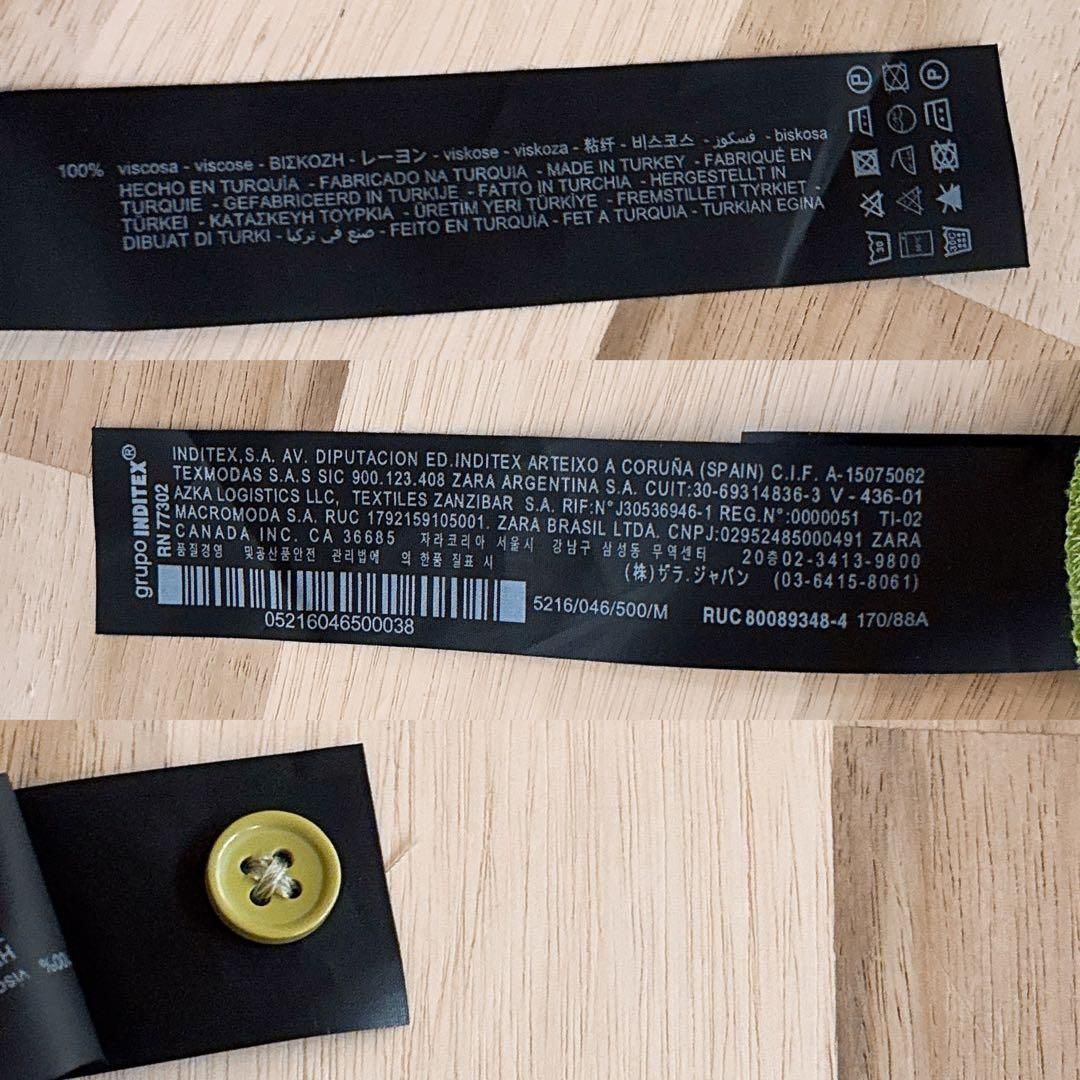 100% viscosa - viscose - ΒΙΣΚΟΖΗ - レーヨン - viskose - viskoza - 粘纤 - 비스코스 - فسكوز - biskosa
HECHO EN TURQUÍA - FABRICADO NA TURQUIA - MADE IN TURKEY - FABRIQUÉ EN
TURQUIE - GEFABRICEERD IN TURKIJE - FATTO IN TURCHIA - HERGESTELLT IN
TÜRKEI - ΚΑΤΑΣΚΕΥΗ ΤΟΥΡΚΙΑ - ÜRETIM YERİ TÜRKİYE - FREMSTILLET I TYRKIET -
DIBUAT DI TURKI - صنع في تركيا - FEITO EN TURQUÍA - FET A TURQUIA - TURKIAN EGINA
P P
30 30C
grupo INDITEX®
RN 77302
INDITEX,S.A. AV. DIPUTACION ED.INDITEX ARTEIXO A CORUÑA (SPAIN) C.I.F. A-15075062
TEXMODAS S.A.S SIC 900.123.408 ZARA ARGENTINA S.A. CUIT:30-69314836-3 V - 436-01
AZKA LOGISTICS LLC, TEXTILES ZANZIBAR S.A. RIF:N°J30536946-1 REG.N°:0000051 TI-02
MACROMODA S.A. RUC 1792159105001. ZARA BRASIL LTDA. CNPJ:02952485000491 ZARA
CANADA INC. CA 36685 자라코리아 서울시 강남구 삼성동 무역센터 20층02-3413-9800
품질경영 및공산품안전 관리법에 의 한품 질표 시 (株)ザラ.ジャパン (03-6415-8061)
05216046500038
5216/046/500/M RUC 80089348-4 170/88A
100% visc
H